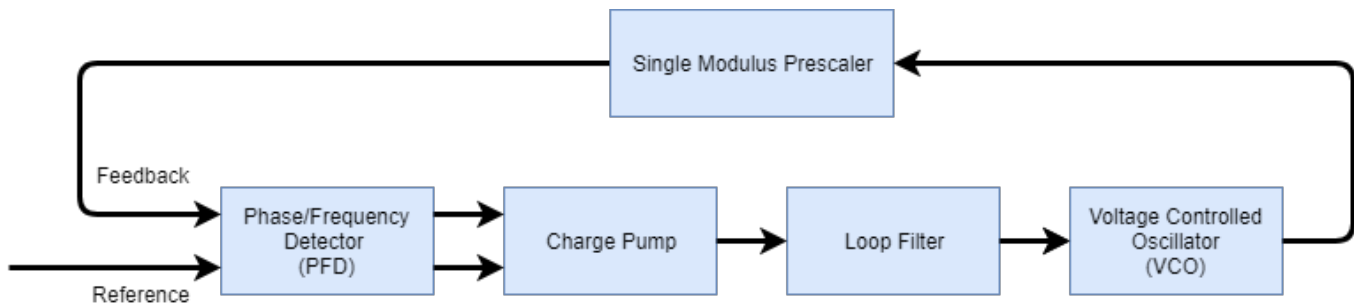 Single Modulus Prescaler
Feedback
Phase/Frequency
Detector
(PFD)
Charge Pump
Loop Filter
Voltage Controlled
Oscillator
(VCO)
Reference